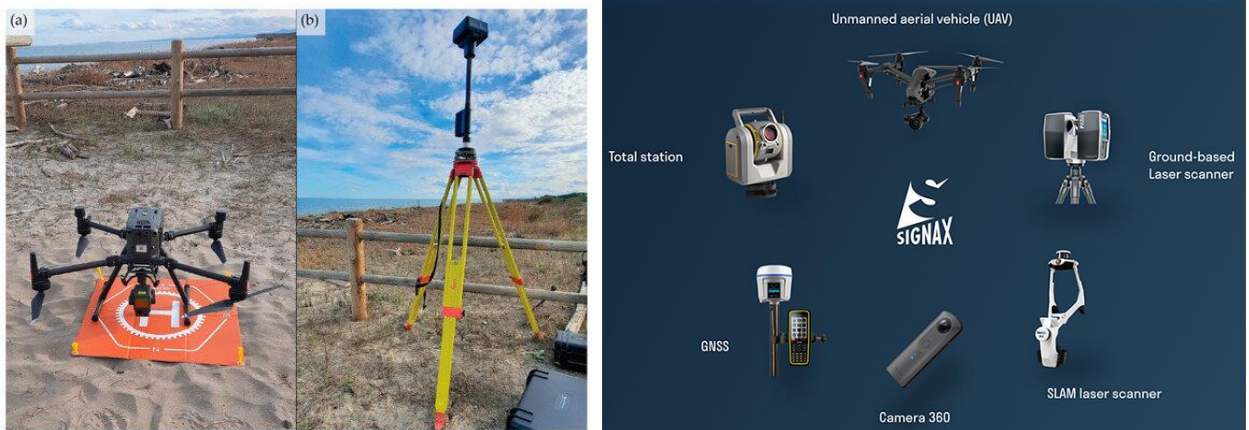 (a)
(b)
H
Unmanned aerial vehicle (UAV)
Total station
Ground-based
Laser scanner
SIGNAX
GNSS
SLAM laser scanner
Camera 360